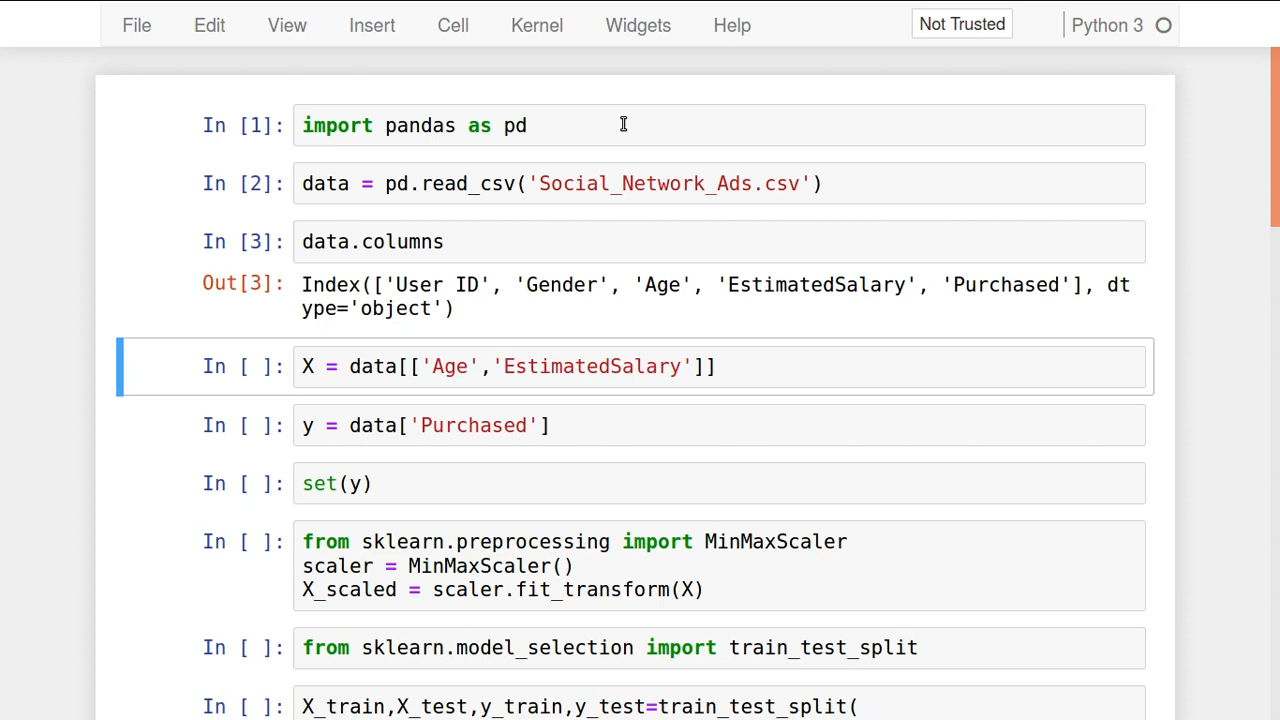 File Edit View Insert Cell Kernel Widgets Help Not Trusted Python 3
In [1]: import pandas as pd
In [2]: data = pd.read_csv('Social_Network_Ads.csv')
In [3]: data.columns
Out[3]: Index(['User ID', 'Gender', 'Age', 'EstimatedSalary', 'Purchased'], dt
ype='object')
In [ ]: X = data[['Age','EstimatedSalary']]
In [ ]: y = data['Purchased']
In [ ]: set(y)
In [ ]: from sklearn.preprocessing import MinMaxScaler
scaler = MinMaxScaler()
X_scaled = scaler.fit_transform(X)
In [ ]: from sklearn.model_selection import train_test_split
In [ ]: X_train,X_test,y_train,y_test=train_test_split(